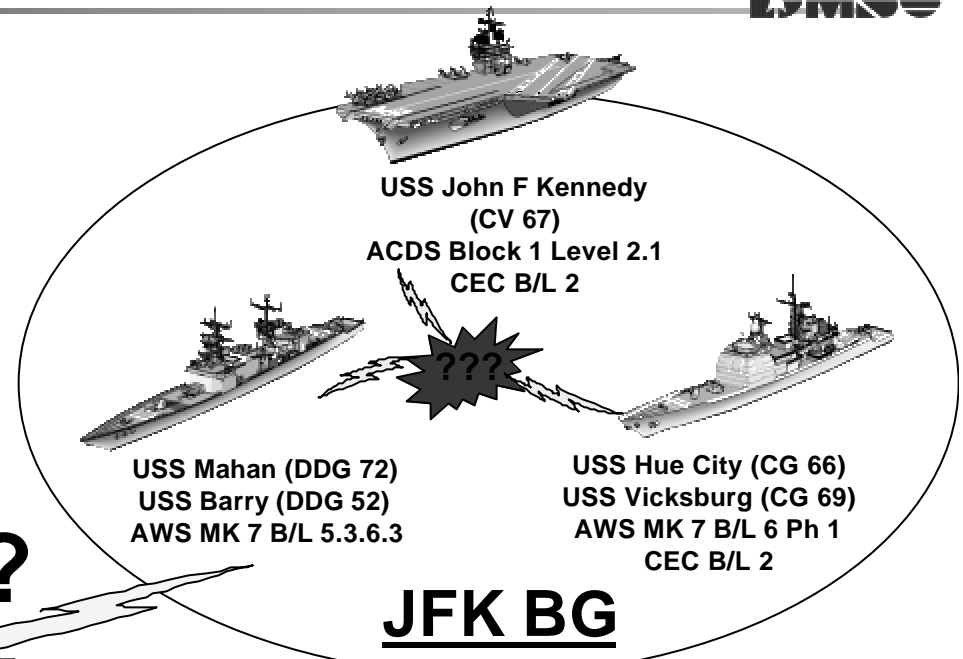 USS John F Kennedy
(CV 67)
ACDS Block 1 Level 2.1
CEC B/L 2
???
USS Mahan (DDG 72)
USS Barry (DDG 52)
AWS MK 7 B/L 5.3.6.3
USS Hue City (CG 66)
USS Vicksburg (CG 69)
AWS MK 7 B/L 6 Ph 1
CEC B/L 2
?
JFK BG